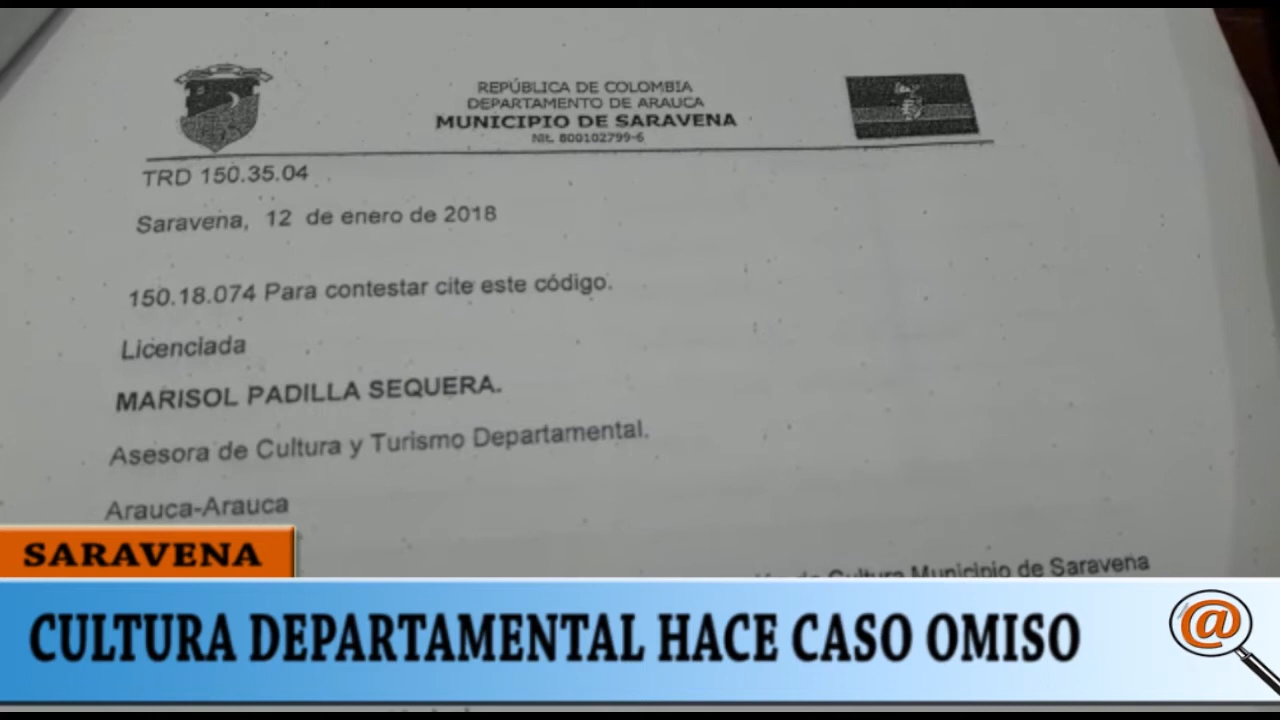 REPÚBLICA DE COLOMBIA
DEPARTAMENTO DE ARAUCA
MUNICIPIO DE SARAVENA
Nit. 800102799-6
TRD 150.35.04
Saravena, 12 de enero de 2018
150.18.074 Para contestar cite este código.
Licenciada
MARISOL PADILLA SEQUERA.
Asesora de Cultura y Turismo Departamental.
Arauca-Arauca
de Cultura Municipio de Saravena
SARAVENA
CULTURA DEPARTAMENTAL HACE CASO OMISO
@